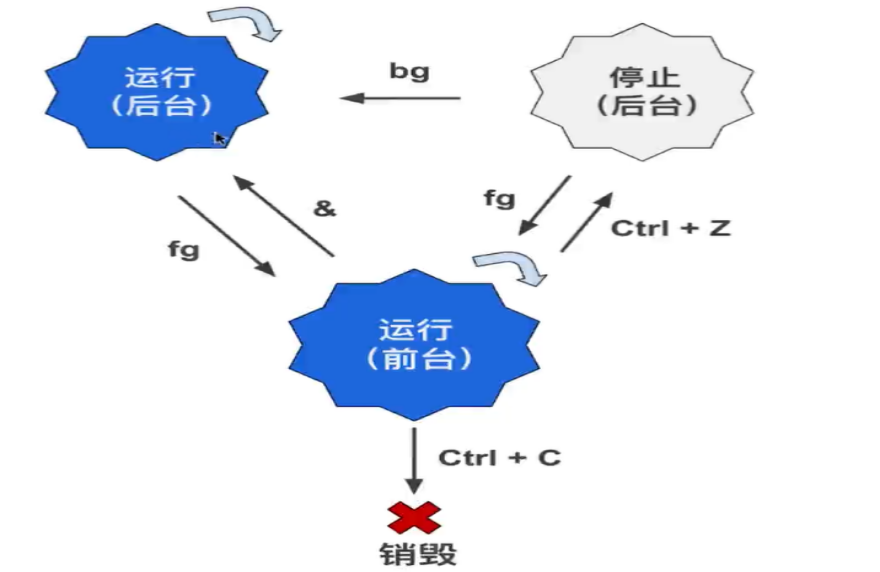 运行
（后台）
bg
停止
（后台）
fg
&
fg
Ctrl + Z
运行
（前台）
Ctrl + C
销毁